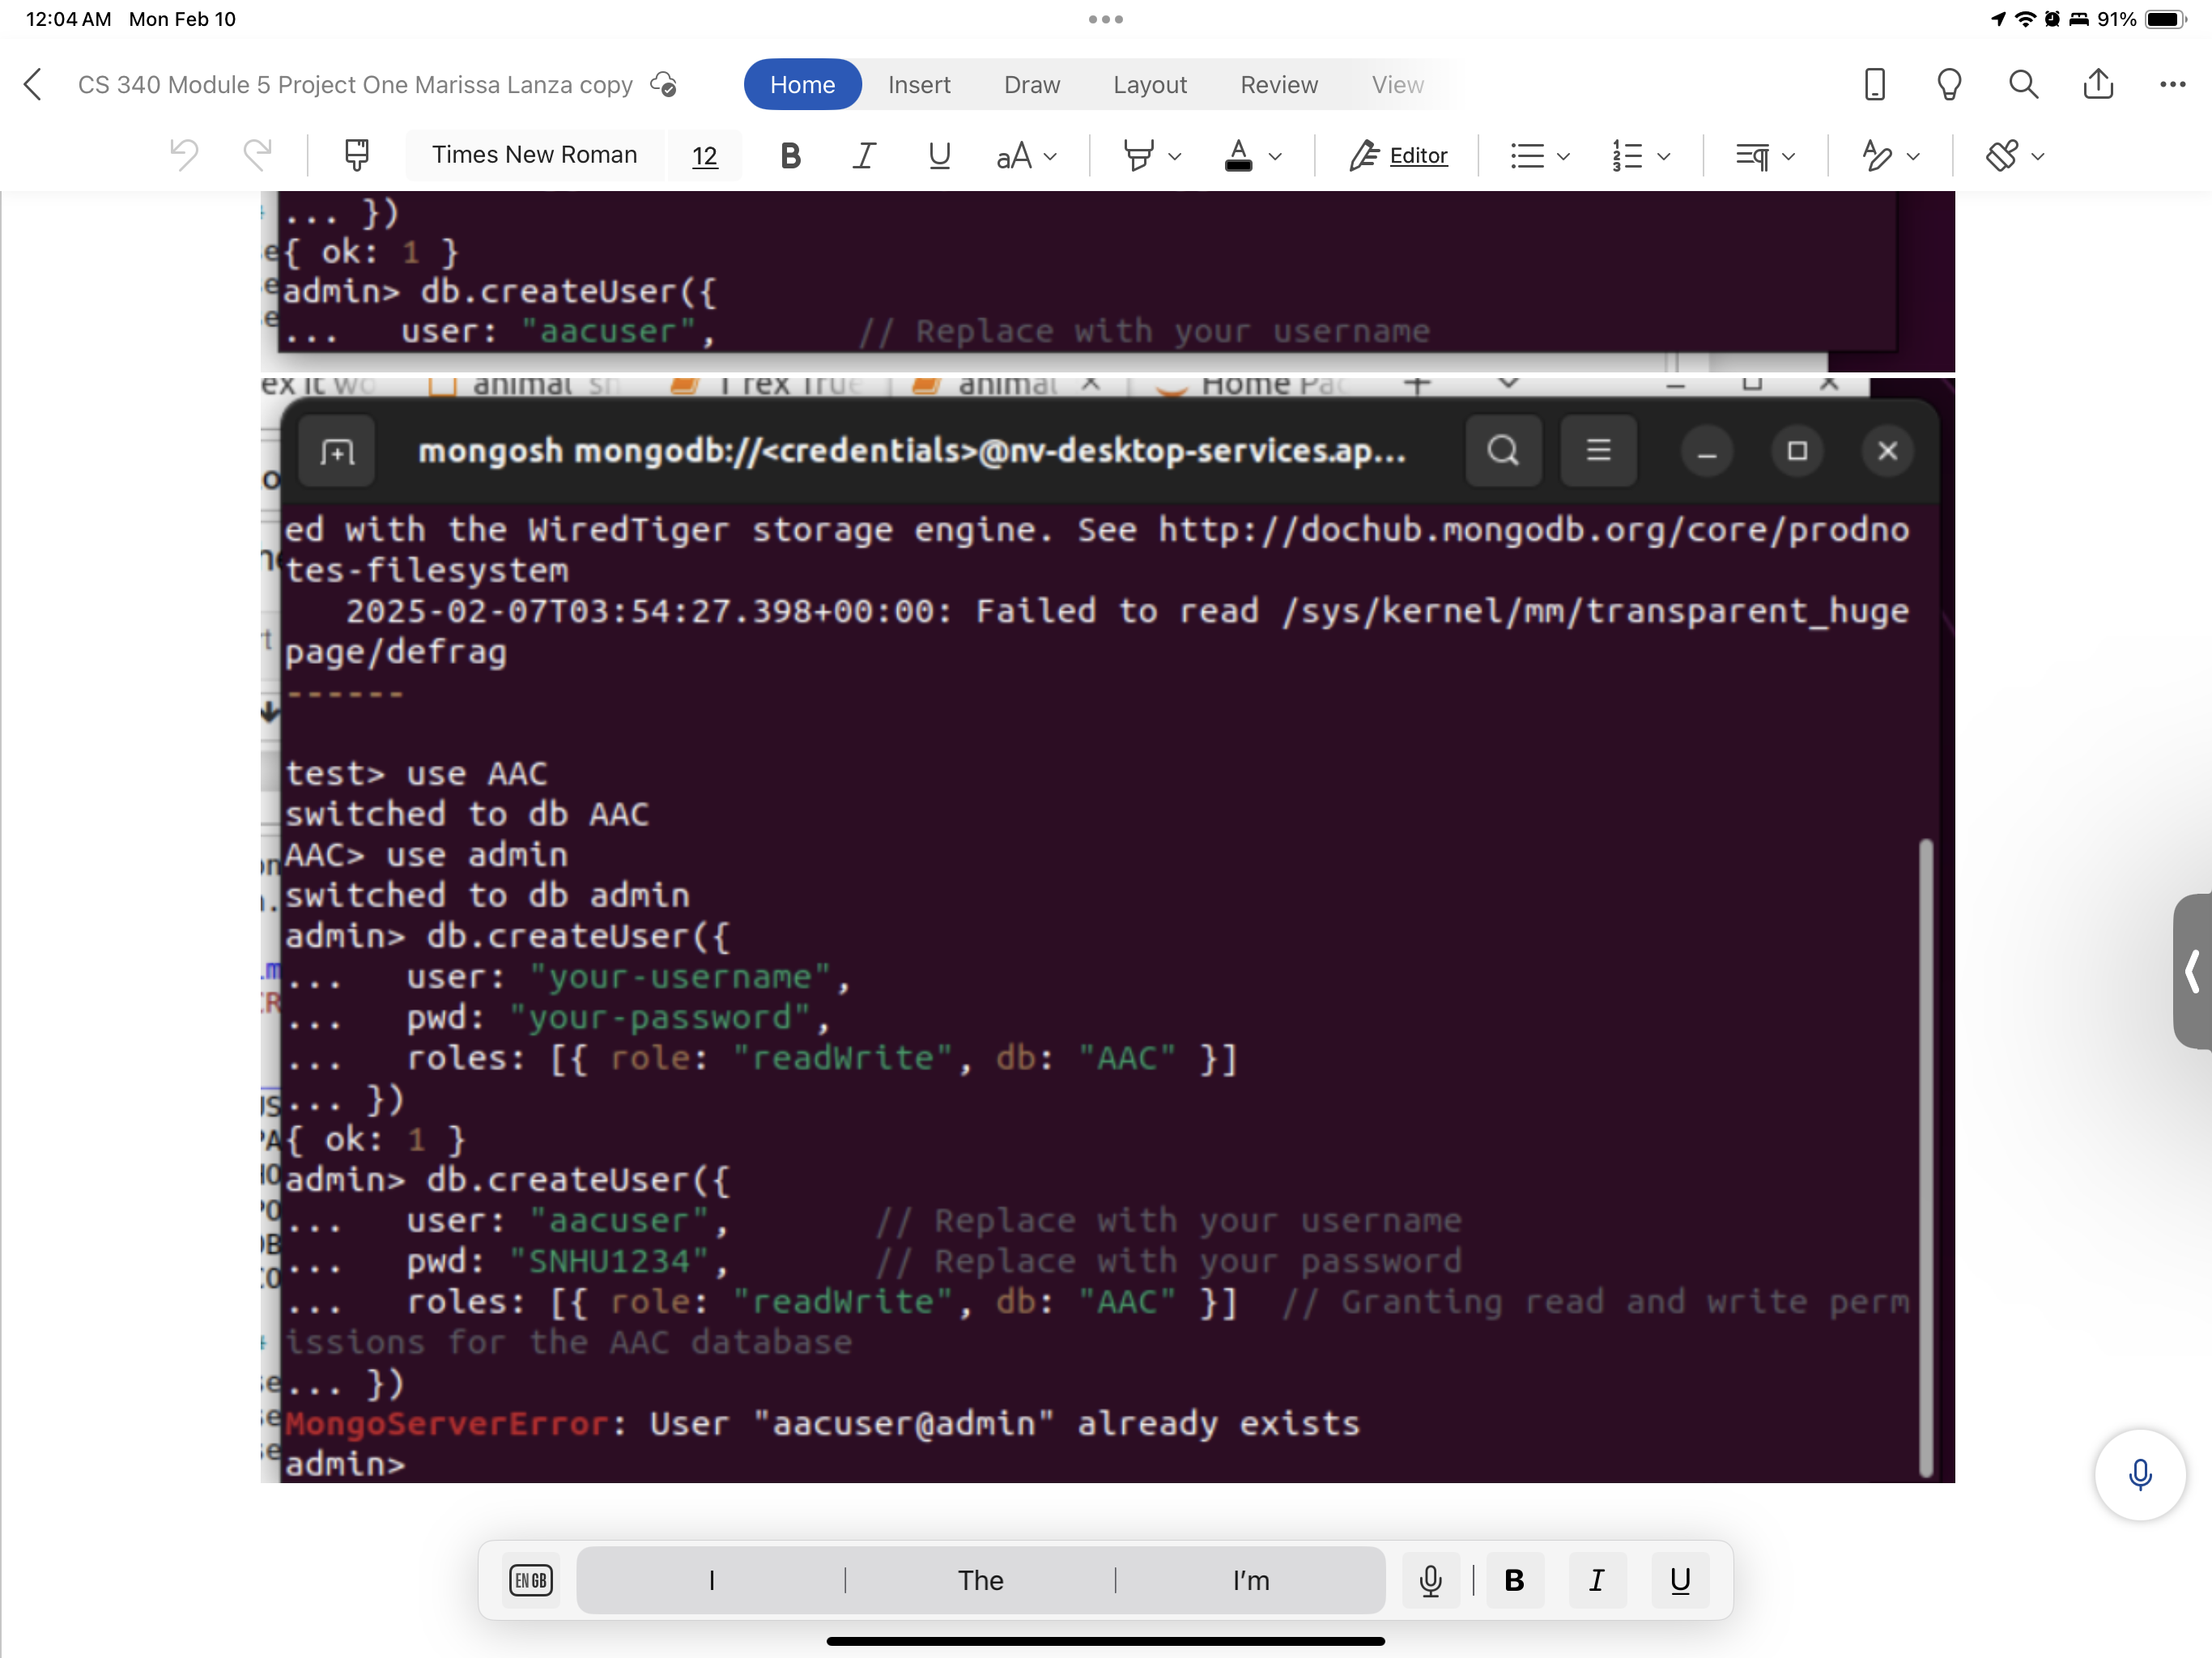 12:04 AM Mon Feb 10
91%
CS 340 Module 5 Project One Marissa Lanza copy
Home Insert Draw Layout Review View
Times New Roman 12 B I U aA A Editor
... })
{ ok: 1 }
admin> db.createUser({
... user: "aacuser", // Replace with your username
ex it wo animal sh T rex True animal Home Pac
mongosh mongodb://<credentials>@nv-desktop-services.ap...
ed with the WiredTiger storage engine. See http://dochub.mongodb.org/core/prodno
tes-filesystem
2025-02-07T03:54:27.398+00:00: Failed to read /sys/kernel/mm/transparent_huge
page/defrag
------
test> use AAC
switched to db AAC
AAC> use admin
switched to db admin
admin> db.createUser({
... user: "your-username",
... pwd: "your-password",
... roles: [{ role: "readWrite", db: "AAC" }]
... })
{ ok: 1 }
admin> db.createUser({
... user: "aacuser", // Replace with your username
... pwd: "SNHU1234", // Replace with your password
... roles: [{ role: "readWrite", db: "AAC" }] // Granting read and write perm
issions for the AAC database
... })
MongoServerError: User "aacuser@admin" already exists
admin>
EN GB I The I'm B I U